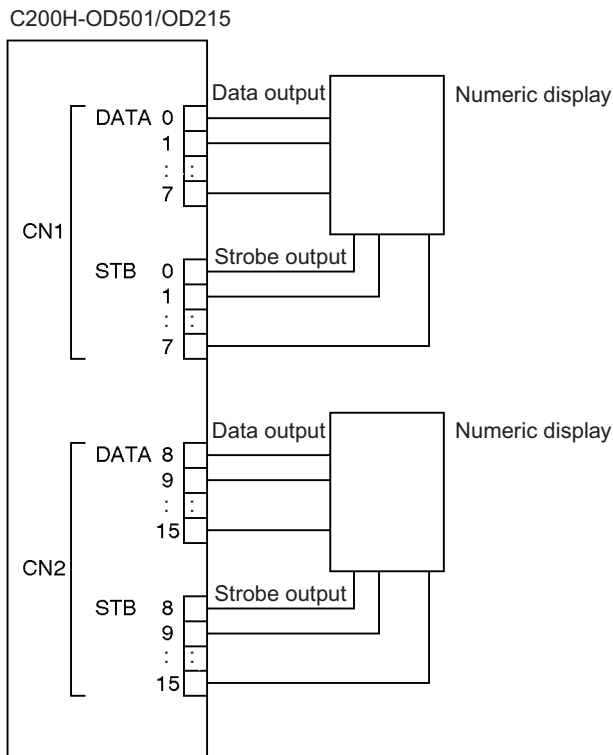 C200H-OD501/OD215
Data output
Numeric display
DATA 0
1
: :
7
CN1
Strobe output
STB 0
1
: :
7
Data output
Numeric display
DATA 8
9
: :
15
CN2
Strobe output
STB 8
9
: :
15